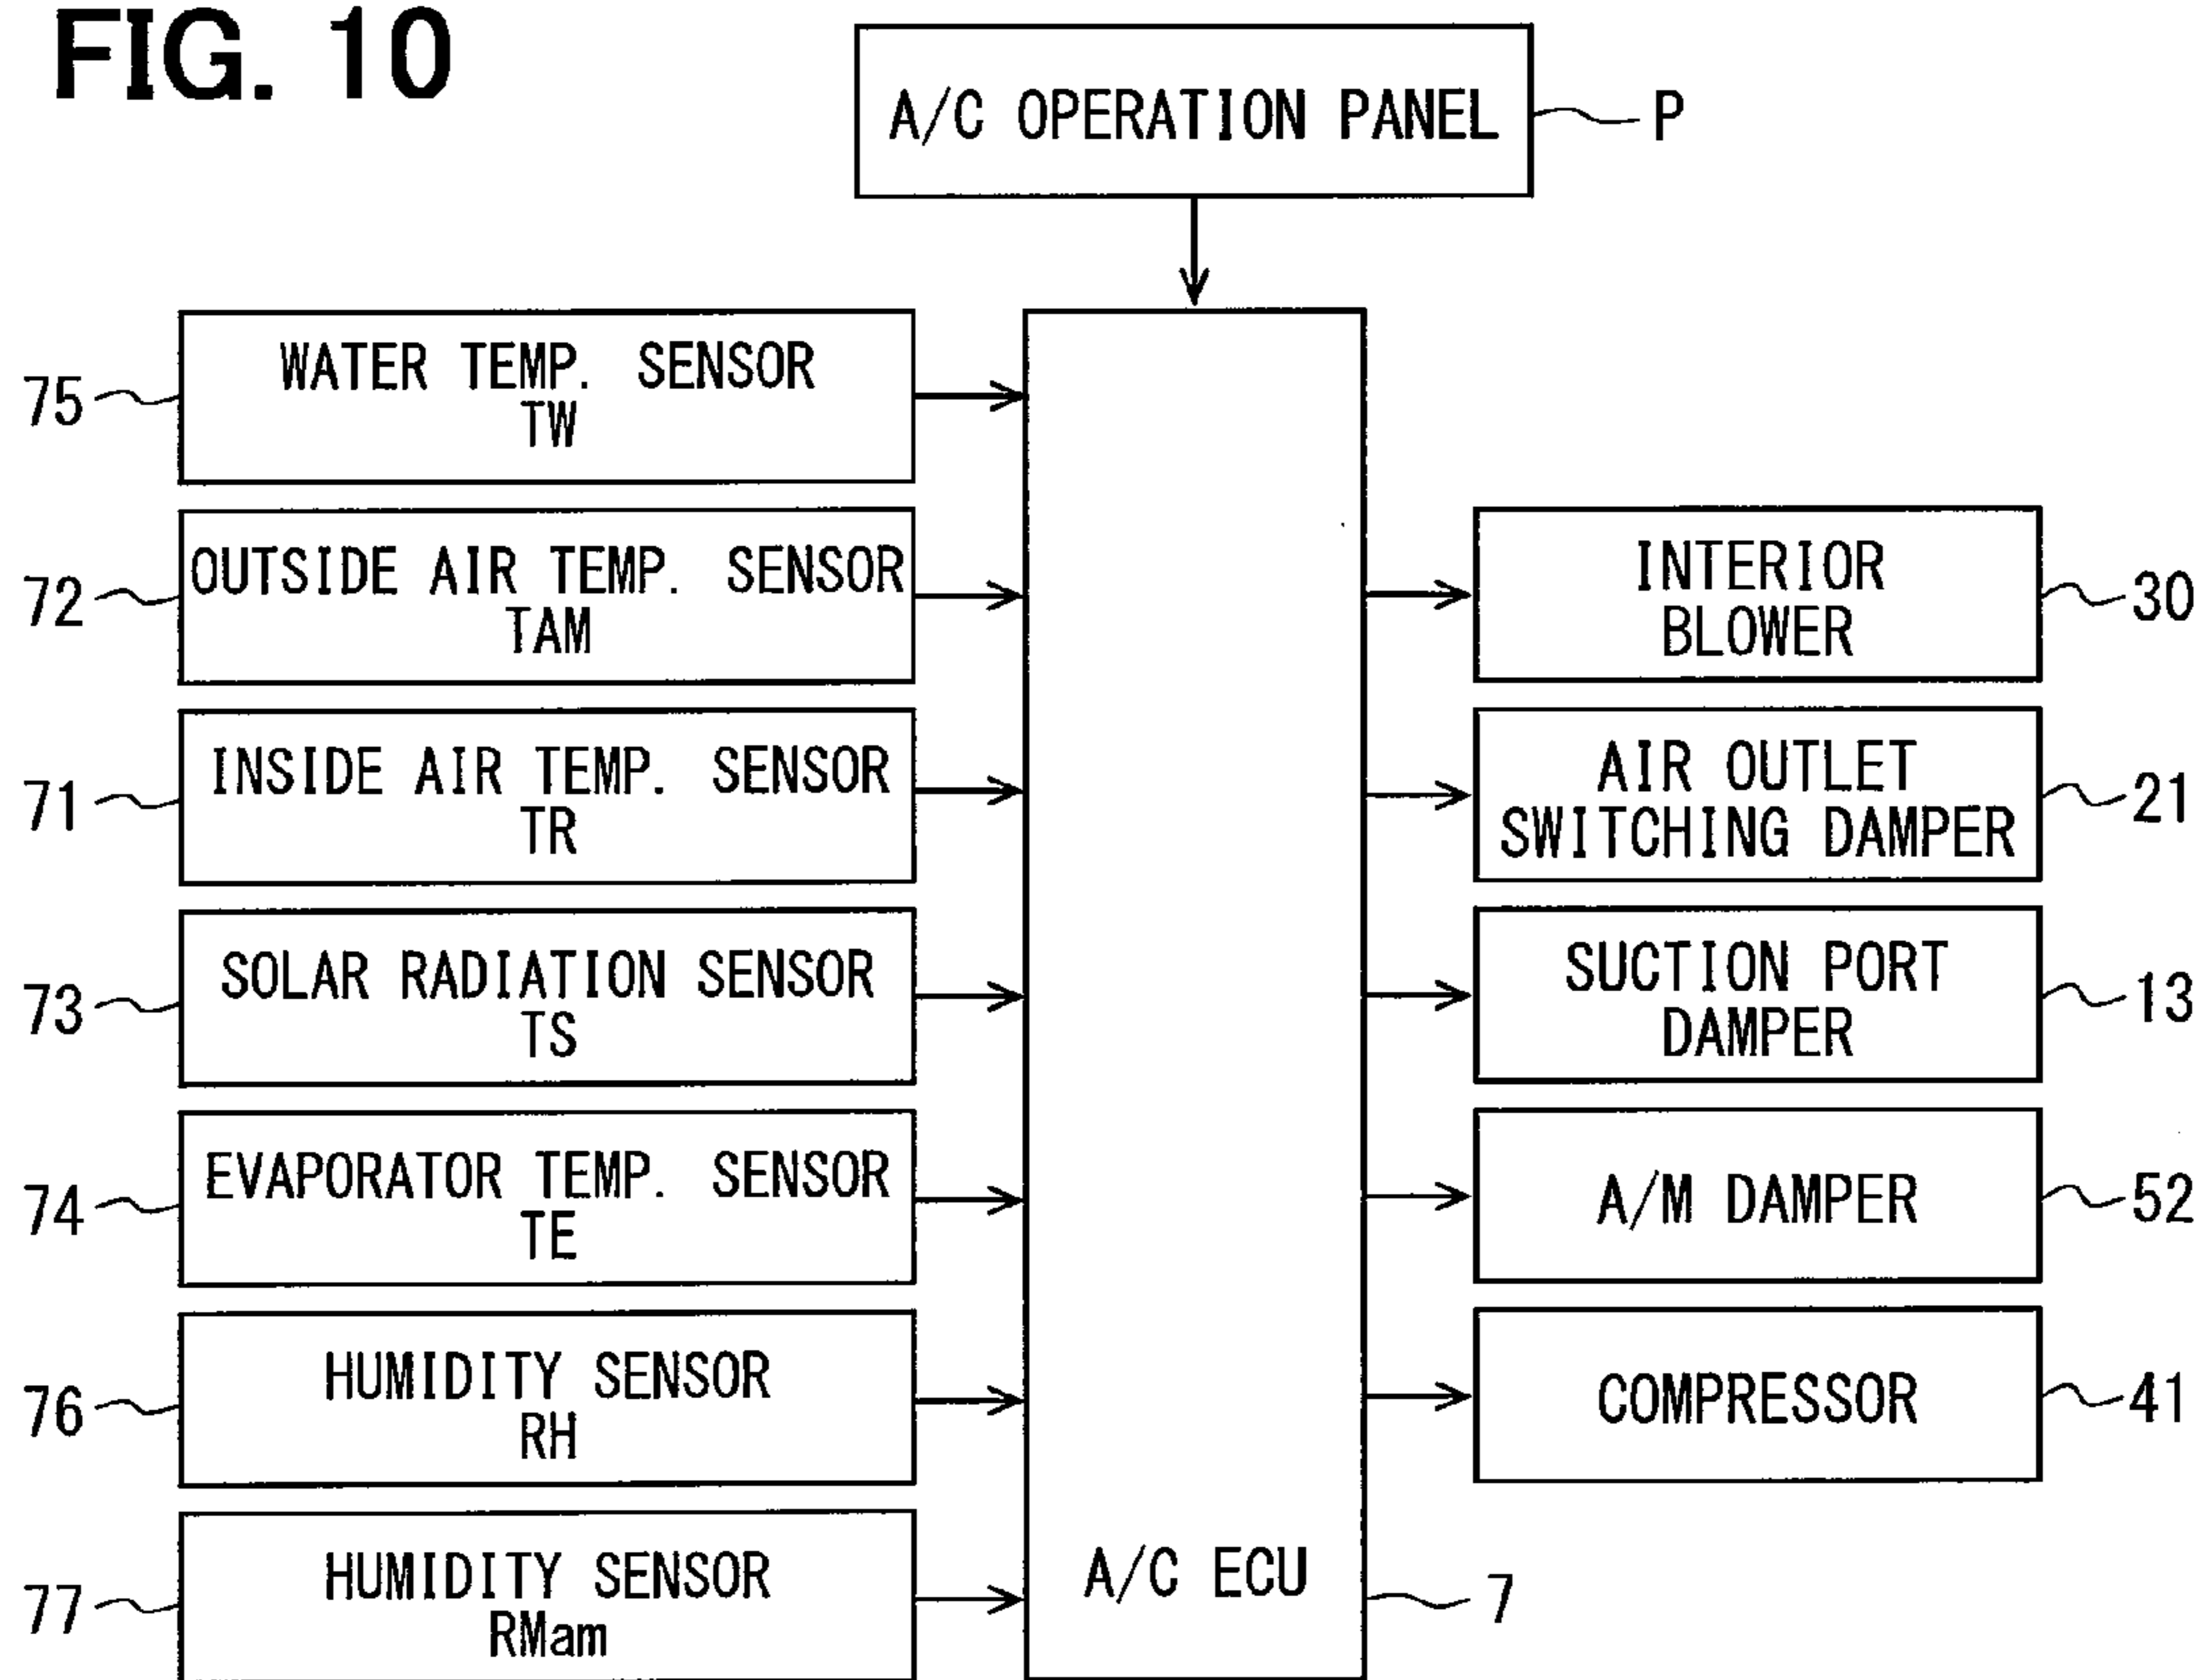 FIG. 10
A/C OPERATION PANEL
P
75
WATER TEMP. SENSOR
TW
72
OUTSIDE AIR TEMP. SENSOR
TAM
71
INSIDE AIR TEMP. SENSOR
TR
73
SOLAR RADIATION SENSOR
TS
74
EVAPORATOR TEMP. SENSOR
TE
76
HUMIDITY SENSOR
RH
77
HUMIDITY SENSOR
RMam
A/C ECU
7
INTERIOR
BLOWER
30
AIR OUTLET
SWITCHING DAMPER
21
SUCTION PORT
DAMPER
13
A/M DAMPER
52
COMPRESSOR
41